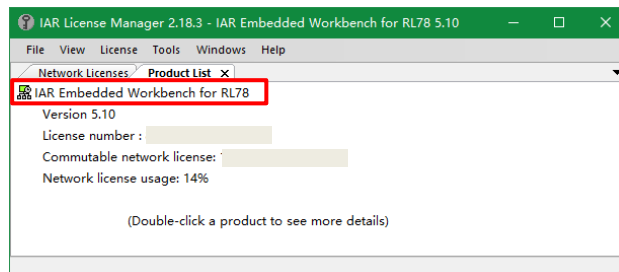 IAR License Manager 2.18.3 - IAR Embedded Workbench for RL78 5.10
File View License Tools Windows Help
Network Licenses Product List
IAR Embedded Workbench for RL78
Version 5.10
License number :
Commutable network license:
Network license usage: 14%
(Double-click a product to see more details)